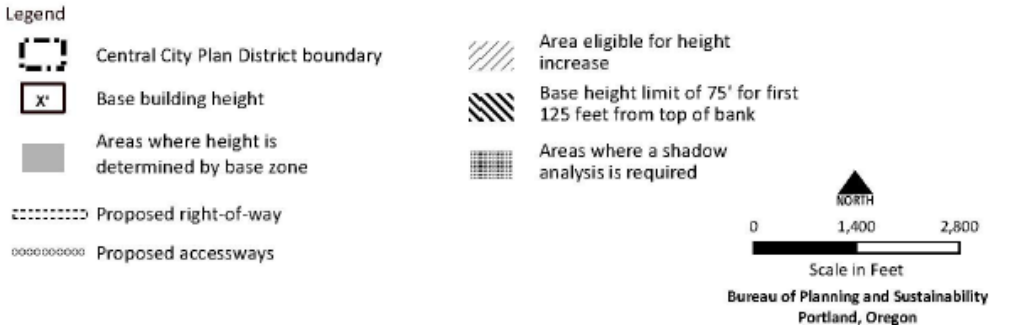 Legend
Central City Plan District boundary
X'
Base building height
Areas where height is
determined by base zone
Proposed right-of-way
Proposed accessways
Area eligible for height
increase
Base height limit of 75' for first
125 feet from top of bank
Areas where a shadow
analysis is required
NORTH
0 1,400 2,800
Scale in Feet
Bureau of Planning and Sustainability
Portland, Oregon